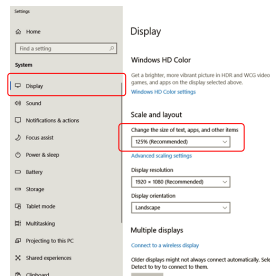 Settings
Home
Find a setting
System
Display
Sound
Notifications & actions
Focus assist
Power & sleep
Battery
Storage
Tablet mode
Multitasking
Projecting to this PC
Shared experiences
Clipboard
Display
Windows HD Color
Get a brighter, more vibrant picture in HDR and WCG video
games, and apps on the display selected above.
Windows HD Color settings
Scale and layout
Change the size of text, apps, and other items
125% (Recommended)
Advanced scaling settings
Display resolution
1920 × 1080 (Recommended)
Display orientation
Landscape
Multiple displays
Connect to a wireless display
Older displays might not always connect automatically. Sele
Detect to try to connect to them.